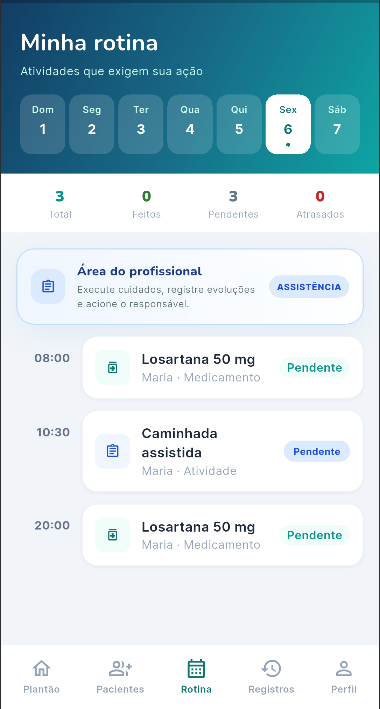 Minha rotina
Atividades que exigem sua ação
Dom Seg Ter Qua Qui Sex Sáb
1 2 3 4 5 6 7
3 0 3 0
Total Feitos Pendentes Atrasados
Área do profissional
Execute cuidados, registre evoluções
e acione o responsável.
ASSISTÊNCIA
08:00
Losartana 50 mg
Maria · Medicamento
Pendente
10:30
Caminhada
assistida
Maria · Atividade
Pendente
20:00
Losartana 50 mg
Maria · Medicamento
Pendente
Plantão Pacientes Rotina Registros Perfil